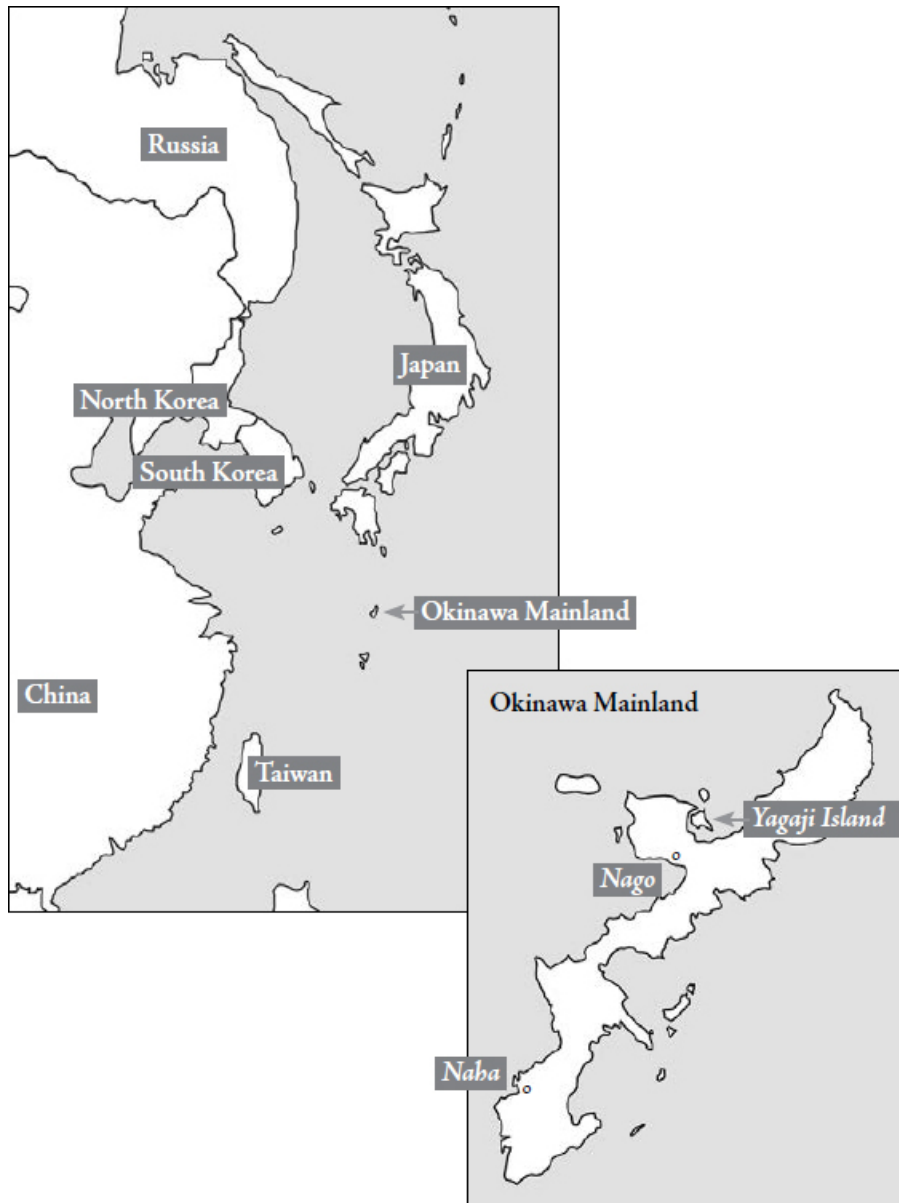 Russia
Japan
North Korea
South Korea
Okinawa Mainland
China
Okinawa Mainland
Taiwan
Yagaji Island
Nago
Naha